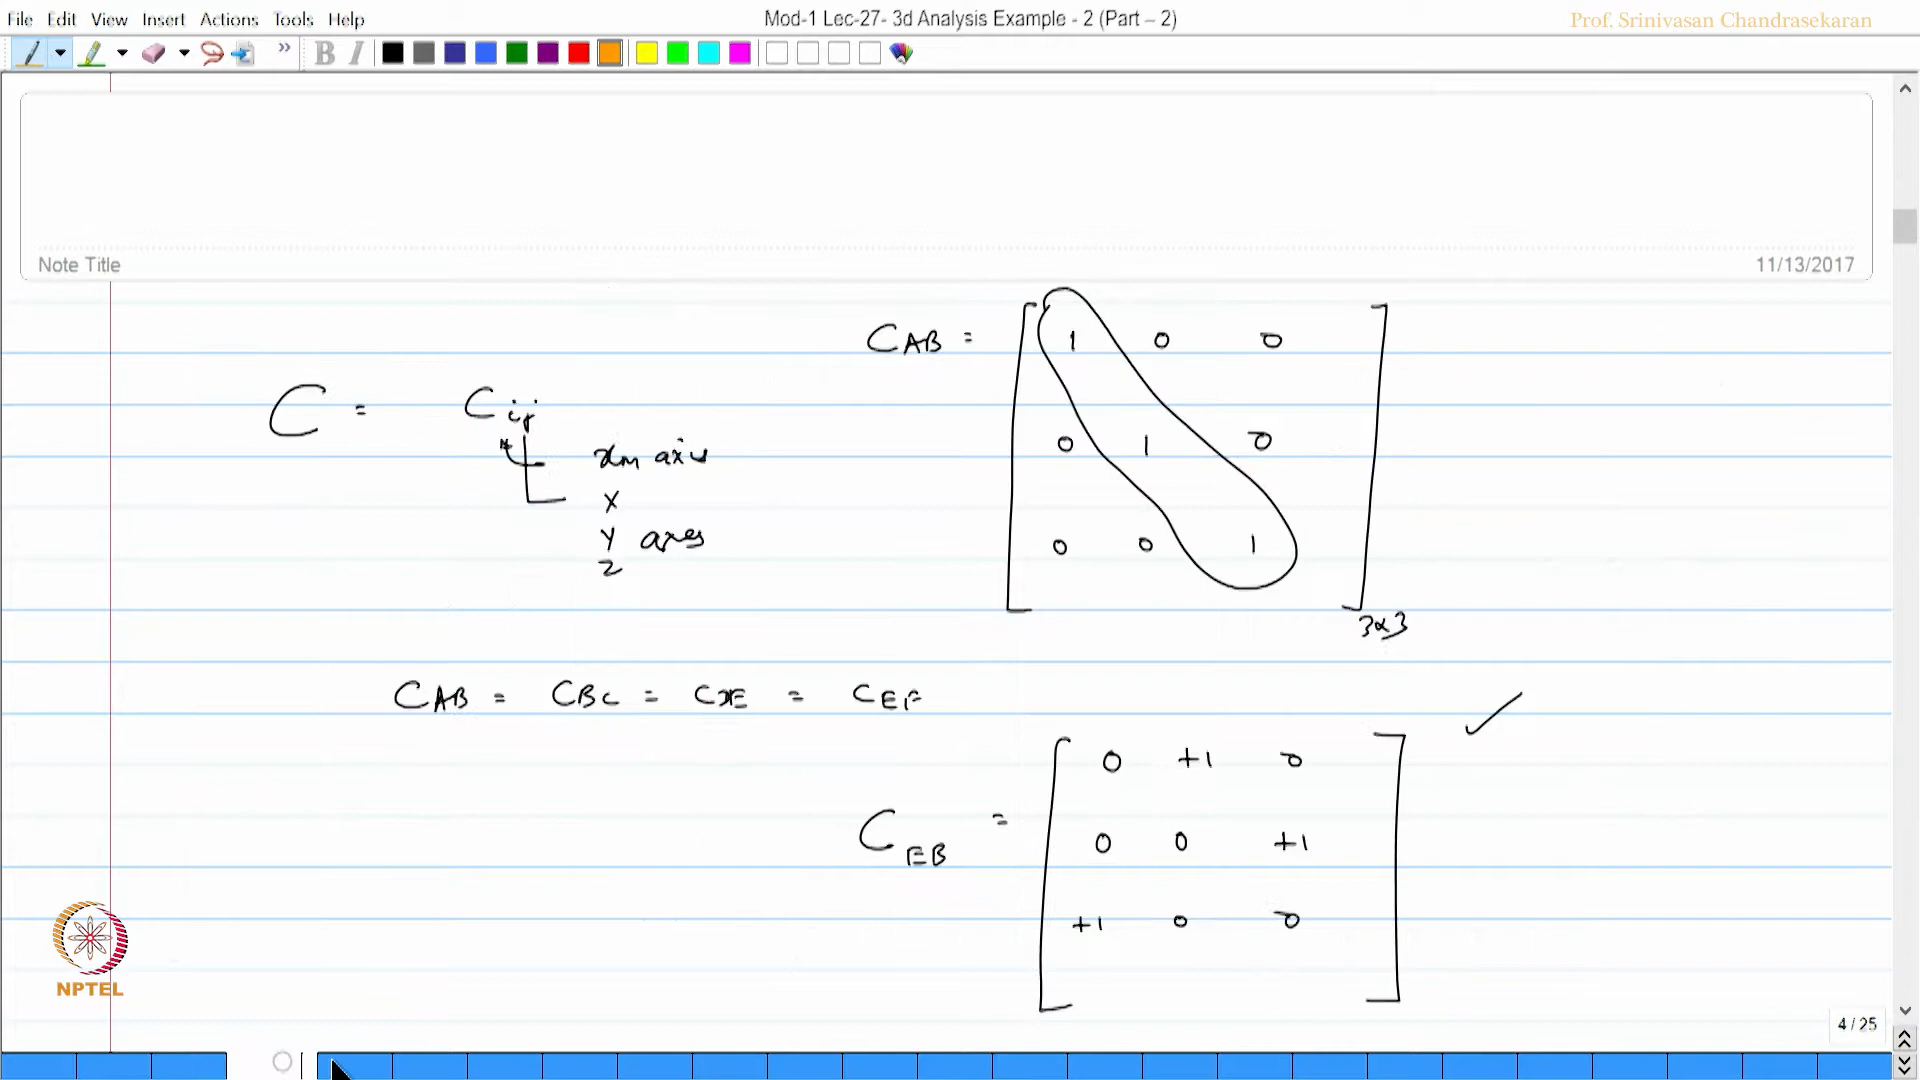 File Edit View Insert Actions Tools Help
Mod-1 Lec-27- 3d Analysis Example - 2 (Part – 2)
Prof. Srinivasan Chandrasekaran
B I
Note Title
11/13/2017
C = Cij
xm axis
X
Y axes
Z
CAB =
1 0 0
0 1 0
0 0 1
3x3
CAB = CBC = CDE = CEF
CEB =
0 +1 0
0 0 +1
+1 0 0
NPTEL
4 / 25